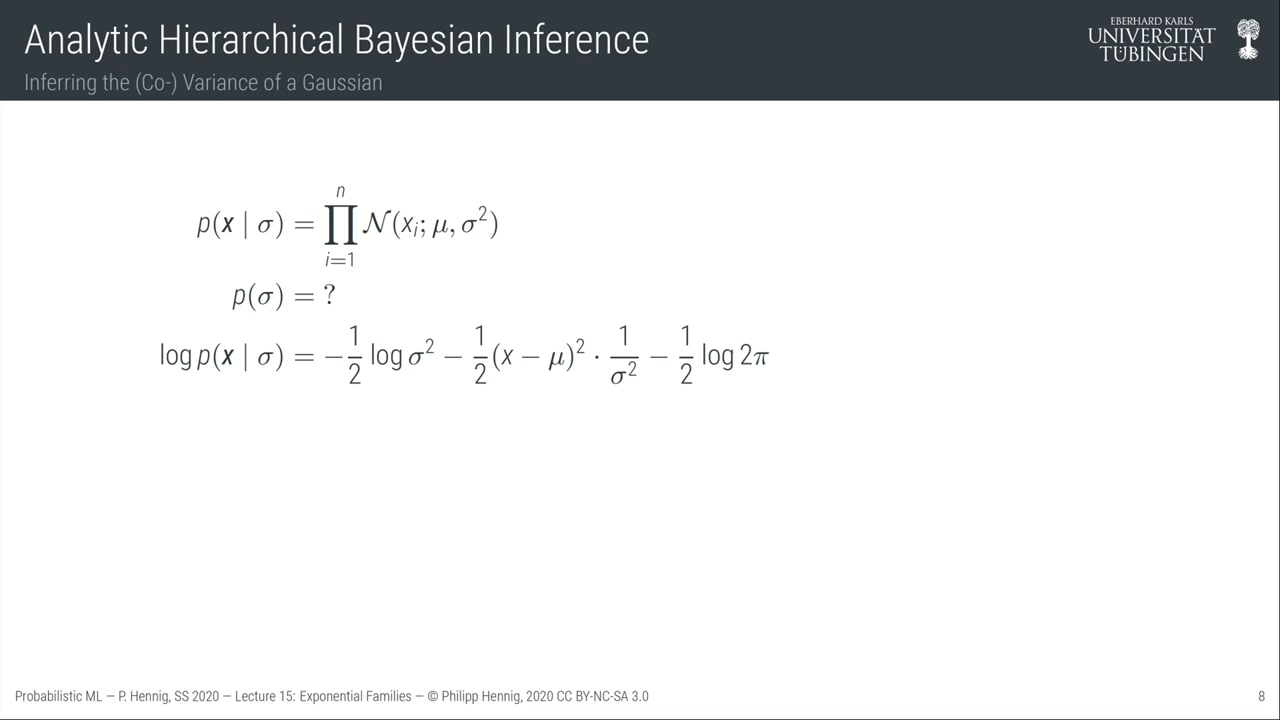 Analytic Hierarchical Bayesian Inference
Inferring the (Co-) Variance of a Gaussian
EBERHARD KARLS
UNIVERSITÄT
TÜBINGEN
p(x | σ) = ∏_{i=1}^{n} 𝒩(x_i; μ, σ²)
p(σ) = ?
log p(x | σ) = −1/2 log σ² − 1/2 (x − μ)² · 1/σ² − 1/2 log 2π
Probabilistic ML — P. Hennig, SS 2020 — Lecture 15: Exponential Families — © Philipp Hennig, 2020 CC BY-NC-SA 3.0
8